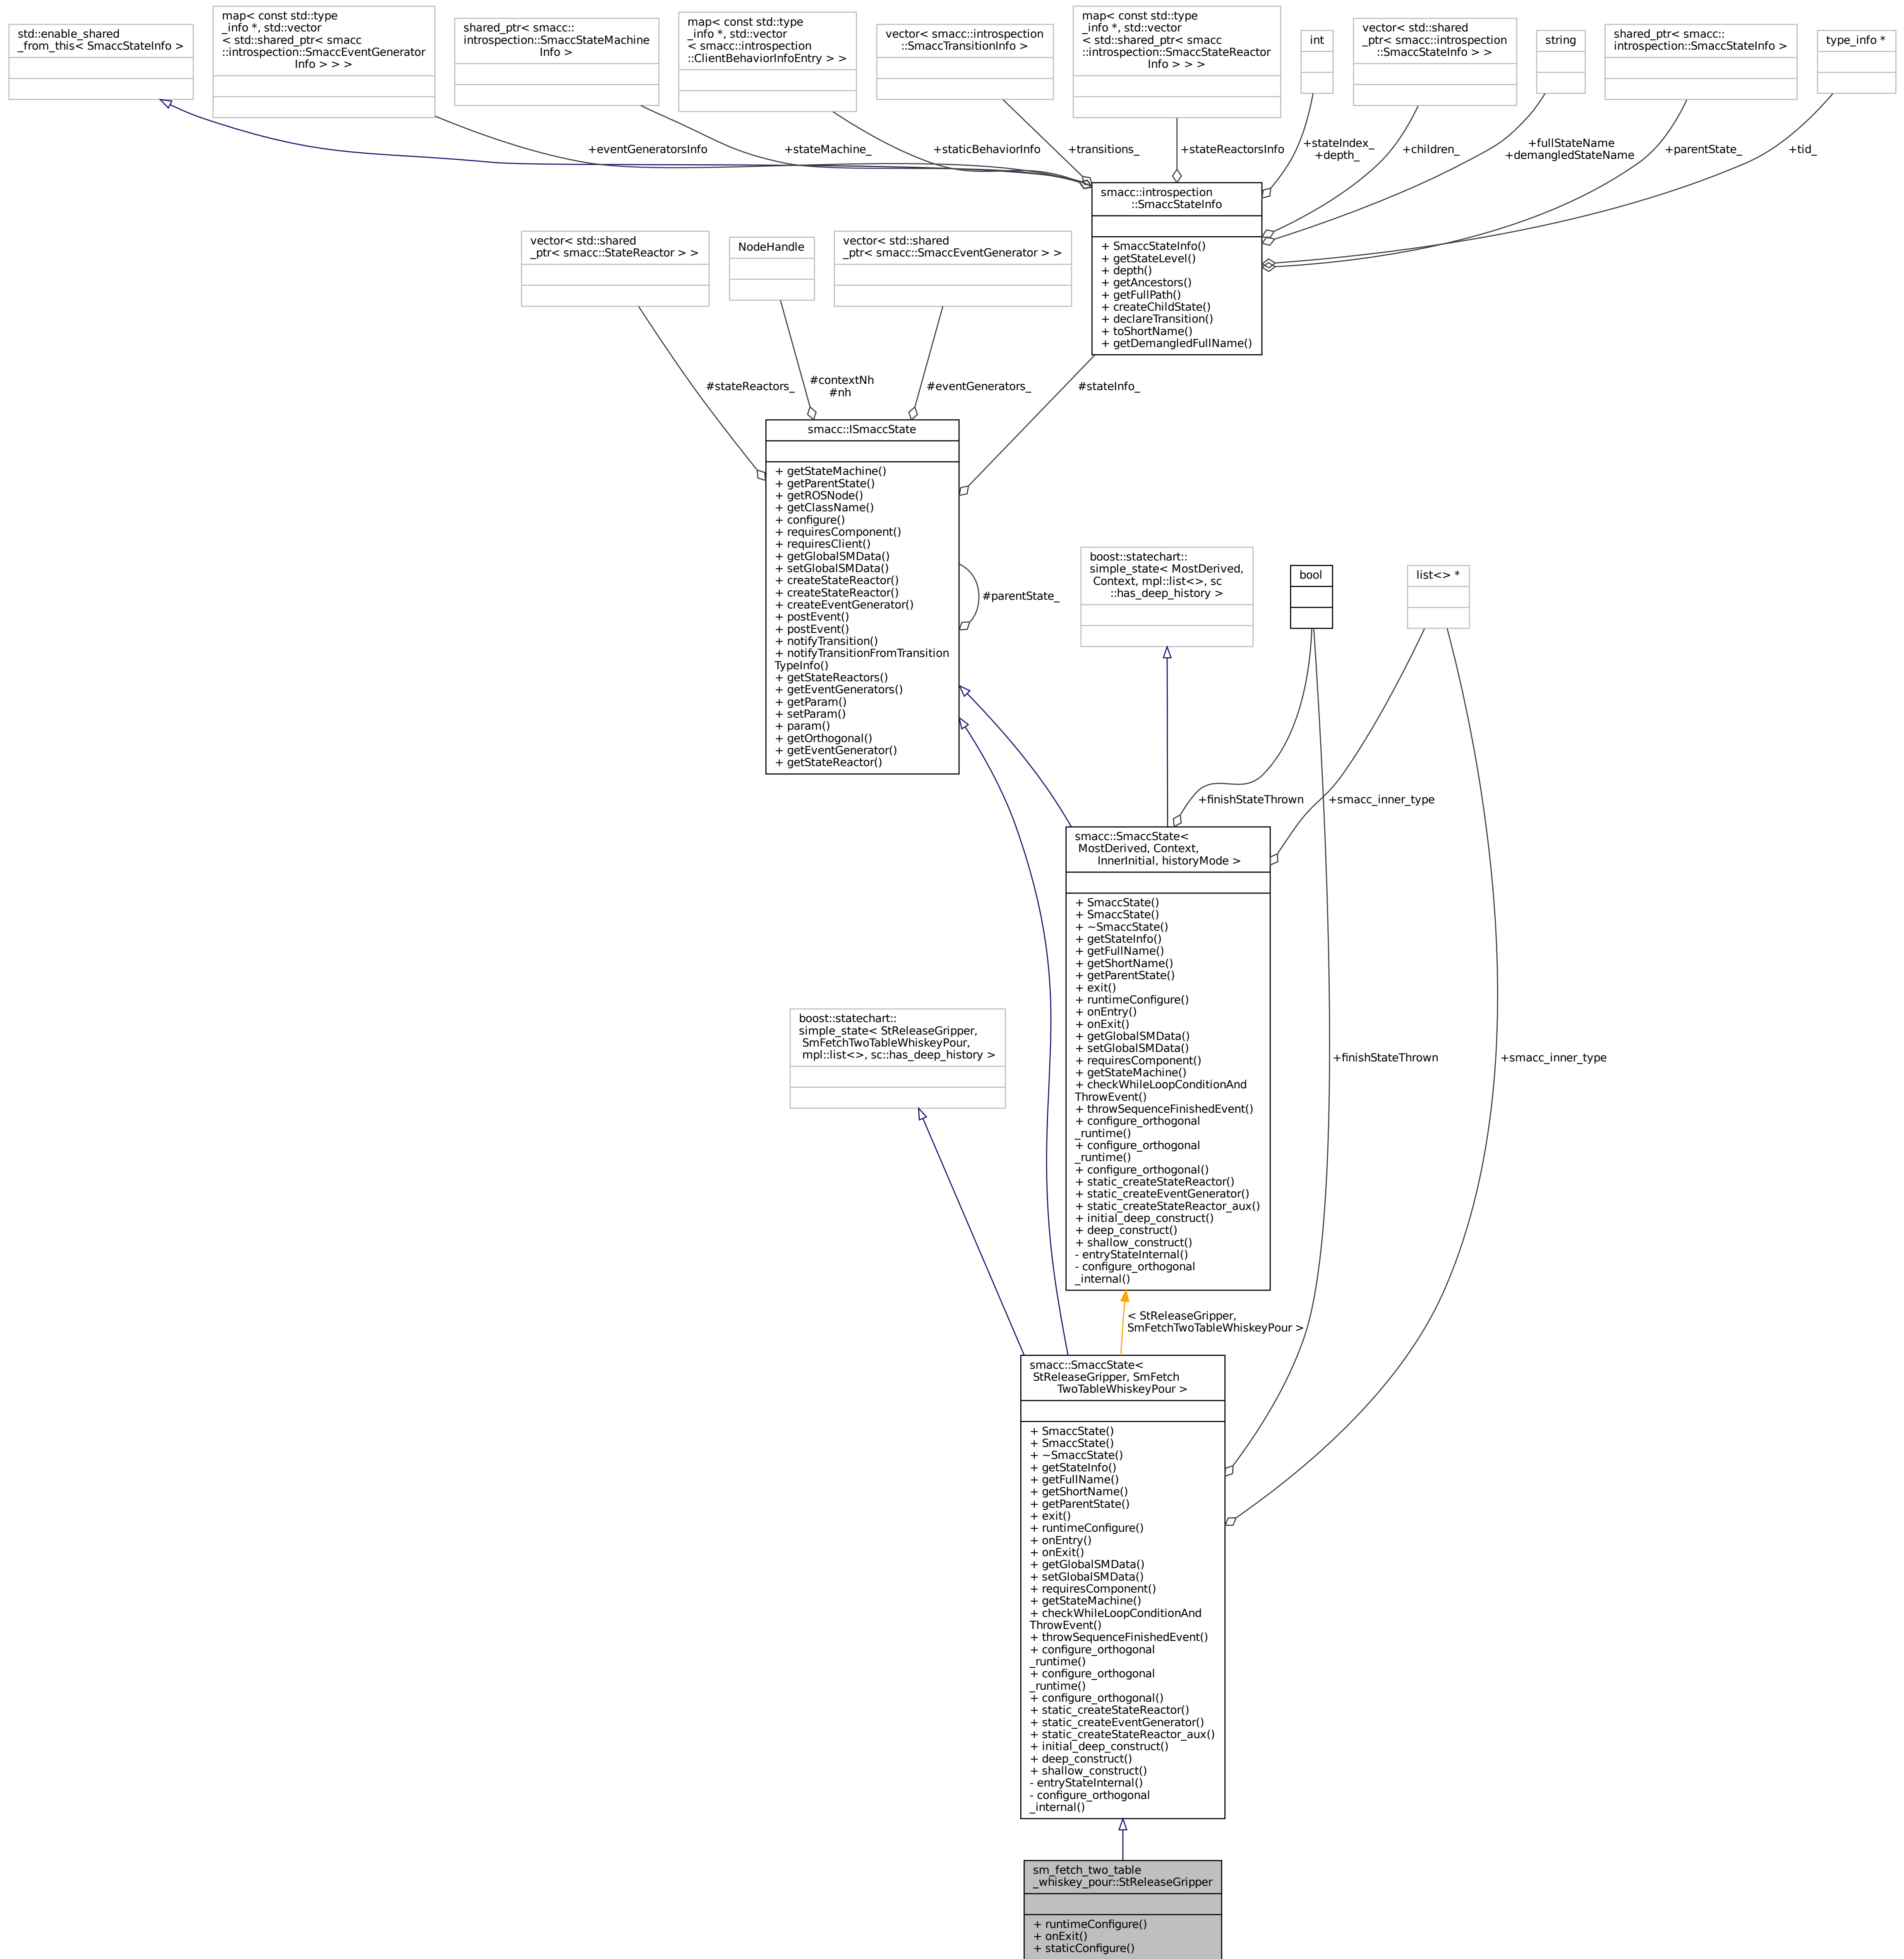 std::enable_shared
_from_this< SmaccStateInfo >
map< const std::type
_info *, std::vector
< std::shared_ptr< smacc
::introspection::SmaccEventGenerator
Info > > >
shared_ptr< smacc::
introspection::SmaccStateMachine
Info >
map< const std::type
_info *, std::vector
< smacc::introspection
::ClientBehaviorInfoEntry > >
vector< smacc::introspection
::SmaccTransitionInfo >
map< const std::type
_info *, std::vector
< std::shared_ptr< smacc
::introspection::SmaccStateReactor
Info > > >
int
vector< std::shared
_ptr< smacc::introspection
::SmaccStateInfo > >
string
shared_ptr< smacc::
introspection::SmaccStateInfo >
type_info *
+eventGeneratorsInfo
+stateMachine_
+staticBehaviorInfo
+transitions_
+stateReactorsInfo
+stateIndex_
+depth_
+children_
+fullStateName
+demangledStateName
+parentState_
+tid_
smacc::introspection
::SmaccStateInfo
+ SmaccStateInfo()
+ getStateLevel()
+ depth()
+ getAncestors()
+ getFullPath()
+ createChildState()
+ declareTransition()
+ toShortName()
+ getDemangledFullName()
vector< std::shared
_ptr< smacc::StateReactor > >
NodeHandle
vector< std::shared
_ptr< smacc::SmaccEventGenerator > >
#stateReactors_
#contextNh
#nh
#eventGenerators_
#stateInfo_
smacc::ISmaccState
+ getStateMachine()
+ getParentState()
+ getROSNode()
+ getClassName()
+ configure()
+ requiresComponent()
+ requiresClient()
+ getGlobalSMData()
+ setGlobalSMData()
+ createStateReactor()
+ createStateReactor()
+ createEventGenerator()
+ postEvent()
+ postEvent()
+ notifyTransition()
+ notifyTransitionFromTransition
TypeInfo()
+ getStateReactors()
+ getEventGenerators()
+ getParam()
+ setParam()
+ param()
+ getOrthogonal()
+ getEventGenerator()
+ getStateReactor()
#parentState_
boost::statechart::
simple_state< MostDerived,
Context, mpl::list<>, sc
::has_deep_history >
bool
list<> *
+finishStateThrown
+smacc_inner_type
smacc::SmaccState<
MostDerived, Context,
InnerInitial, historyMode >
+ SmaccState()
+ SmaccState()
+ ~SmaccState()
+ getStateInfo()
+ getFullName()
+ getShortName()
+ getParentState()
+ exit()
+ runtimeConfigure()
+ onEntry()
+ onExit()
+ getGlobalSMData()
+ setGlobalSMData()
+ requiresComponent()
+ getStateMachine()
+ checkWhileLoopConditionAnd
ThrowEvent()
+ throwSequenceFinishedEvent()
+ configure_orthogonal
_runtime()
+ configure_orthogonal
_runtime()
+ configure_orthogonal()
+ static_createStateReactor()
+ static_createEventGenerator()
+ static_createStateReactor_aux()
+ initial_deep_construct()
+ deep_construct()
+ shallow_construct()
- entryStateInternal()
- configure_orthogonal
_internal()
boost::statechart::
simple_state< StReleaseGripper,
SmFetchTwoTableWhiskeyPour,
mpl::list<>, sc::has_deep_history >
+finishStateThrown
+smacc_inner_type
< StReleaseGripper,
SmFetchTwoTableWhiskeyPour >
smacc::SmaccState<
StReleaseGripper, SmFetch
TwoTableWhiskeyPour >
+ SmaccState()
+ SmaccState()
+ ~SmaccState()
+ getStateInfo()
+ getFullName()
+ getShortName()
+ getParentState()
+ exit()
+ runtimeConfigure()
+ onEntry()
+ onExit()
+ getGlobalSMData()
+ setGlobalSMData()
+ requiresComponent()
+ getStateMachine()
+ checkWhileLoopConditionAnd
ThrowEvent()
+ throwSequenceFinishedEvent()
+ configure_orthogonal
_runtime()
+ configure_orthogonal
_runtime()
+ configure_orthogonal()
+ static_createStateReactor()
+ static_createEventGenerator()
+ static_createStateReactor_aux()
+ initial_deep_construct()
+ deep_construct()
+ shallow_construct()
- entryStateInternal()
- configure_orthogonal
_internal()
sm_fetch_two_table
_whiskey_pour::StReleaseGripper
+ runtimeConfigure()
+ onExit()
+ staticConfigure()